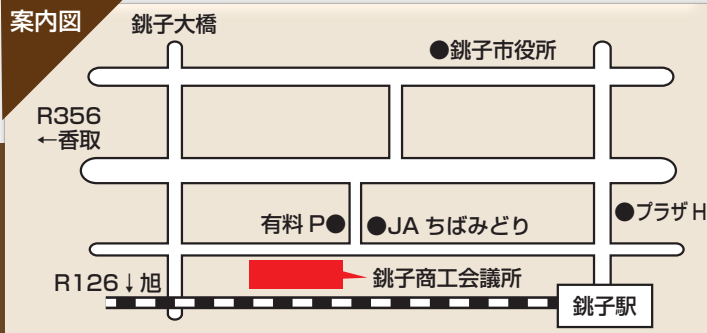 案内図
銚子大橋
●銚子市役所
R356
←香取
有料 P●
●JA ちばみどり
●プラザ H
R126↓旭
銚子商工会議所
銚子駅